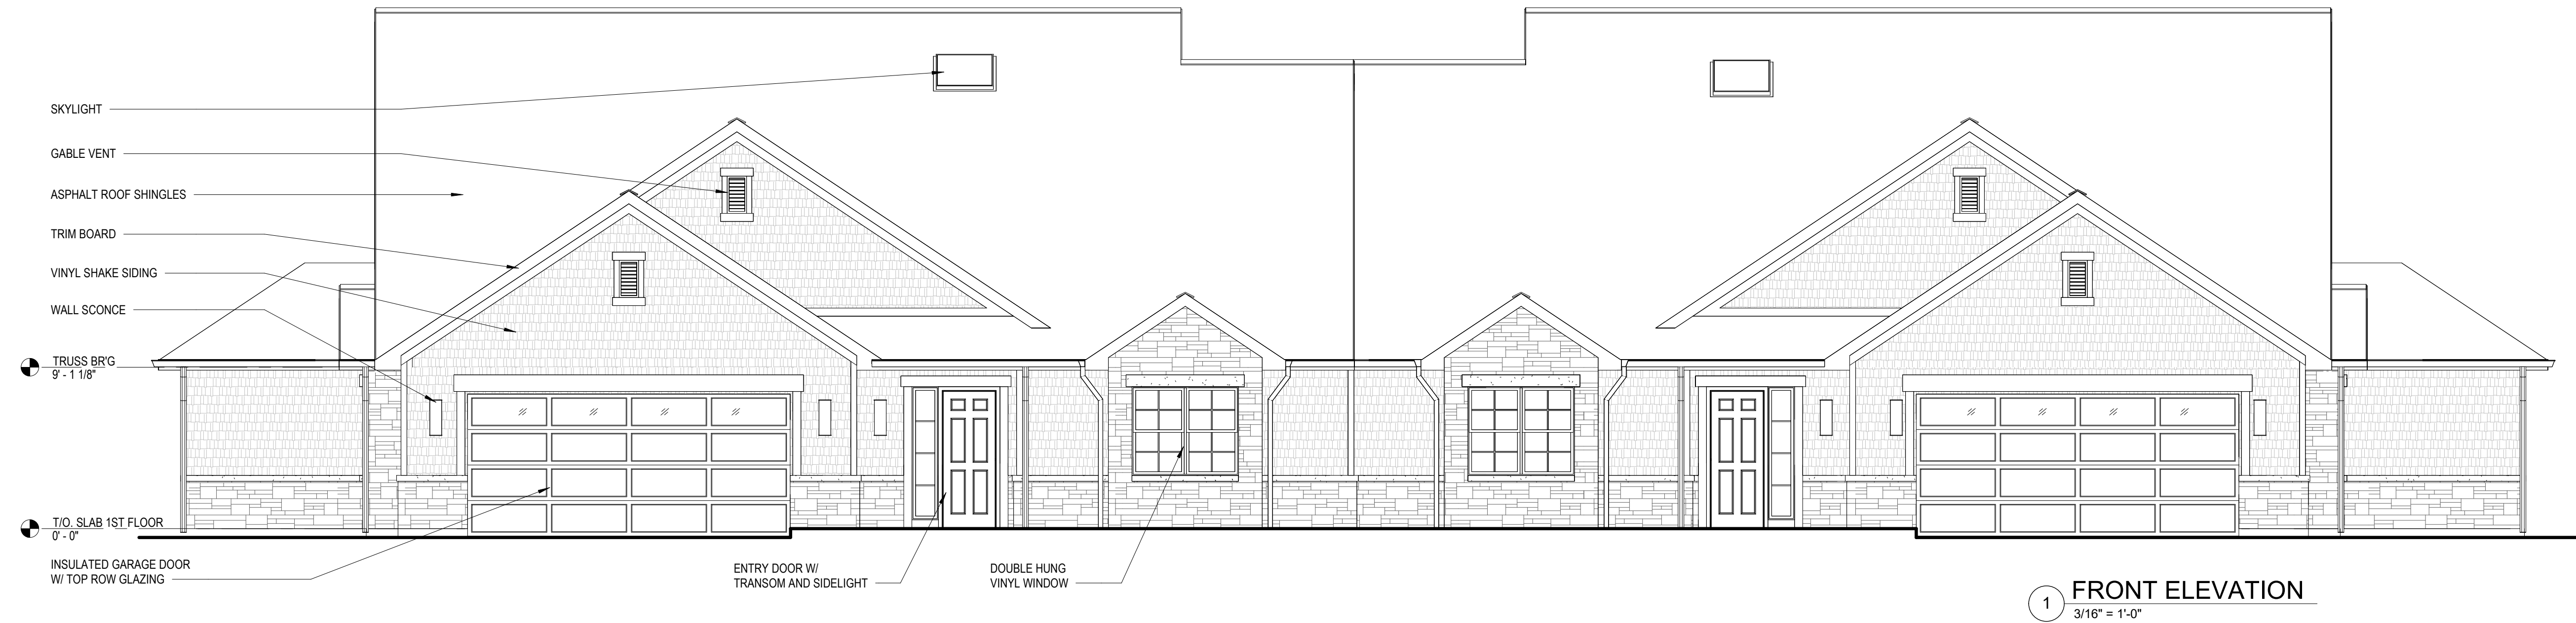 SKYLIGHT
GABLE VENT
ASPHALT ROOF SHINGLES
TRIM BOARD
VINYL SHAKE SIDING
WALL SCONCE
TRUSS BR'G
9' - 1 1/8"
T/O. SLAB 1ST FLOOR
0' - 0"
INSULATED GARAGE DOOR
W/ TOP ROW GLAZING
ENTRY DOOR W/
TRANSOM AND SIDELIGHT
DOUBLE HUNG
VINYL WINDOW
1 FRONT ELEVATION
3/16" = 1'-0"